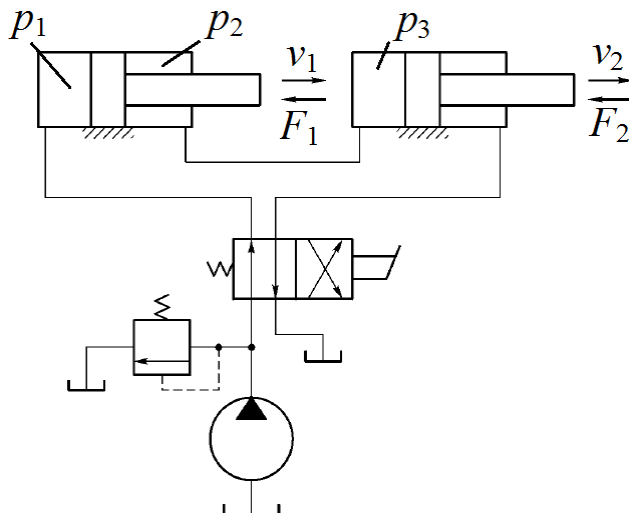 p₁ p₂ p₃
v₁ v₂
F₁ F₂